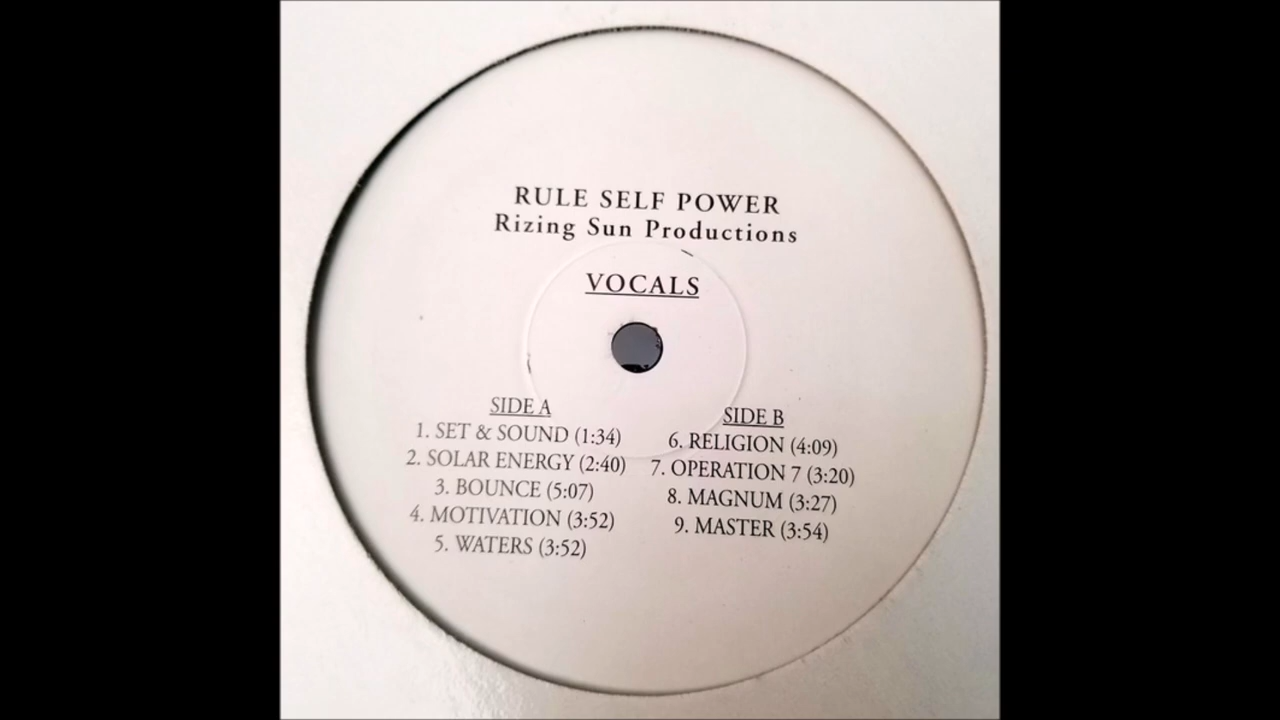 RULE SELF POWER
Rizing Sun Productions
VOCALS
SIDE A
1. SET & SOUND (1:34)
2. SOLAR ENERGY (2:40)
3. BOUNCE (5:07)
4. MOTIVATION (3:52)
5. WATERS (3:52)
SIDE B
6. RELIGION (4:09)
7. OPERATION 7 (3:20)
8. MAGNUM (3:27)
9. MASTER (3:54)